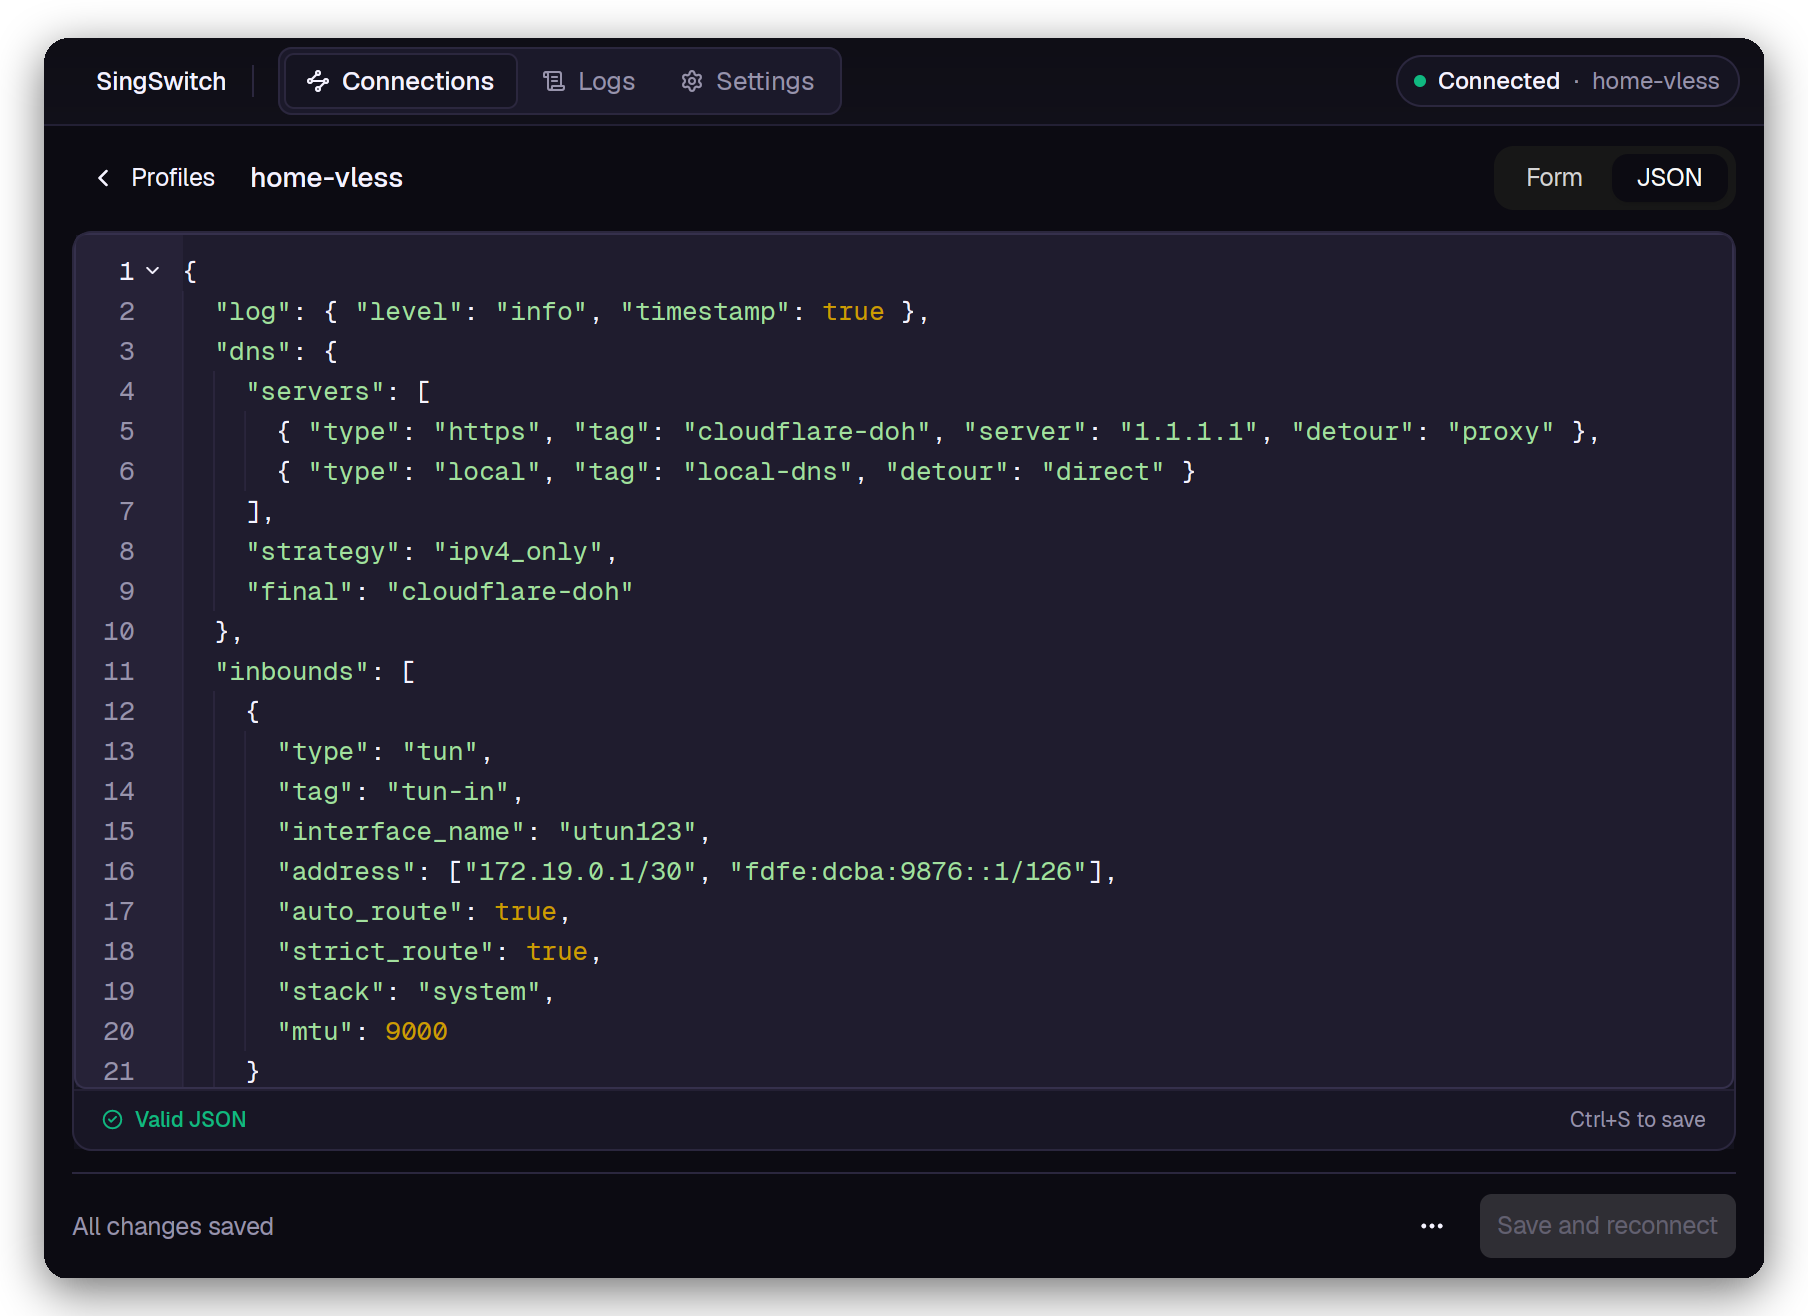 SingSwitch Connections Logs Settings Connected · home-vless
Profiles home-vless Form JSON
1 {
2 "log": { "level": "info", "timestamp": true },
3 "dns": {
4 "servers": [
5 { "type": "https", "tag": "cloudflare-doh", "server": "1.1.1.1", "detour": "proxy" },
6 { "type": "local", "tag": "local-dns", "detour": "direct" }
7 ],
8 "strategy": "ipv4_only",
9 "final": "cloudflare-doh"
10 },
11 "inbounds": [
12 {
13 "type": "tun",
14 "tag": "tun-in",
15 "interface_name": "utun123",
16 "address": ["172.19.0.1/30", "fdfe:dcba:9876::1/126"],
17 "auto_route": true,
18 "strict_route": true,
19 "stack": "system",
20 "mtu": 9000
21 }
Valid JSON Ctrl+S to save
All changes saved ••• Save and reconnect